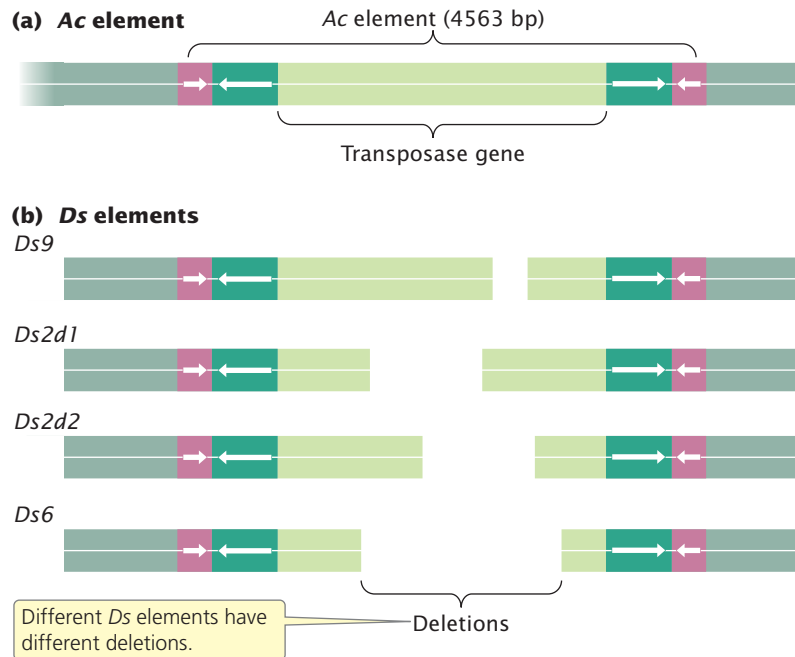 (a) Ac element
Ac element (4563 bp)
Transposase gene
(b) Ds elements
Ds9
Ds2d1
Ds2d2
Ds6
Different Ds elements have
different deletions.
Deletions